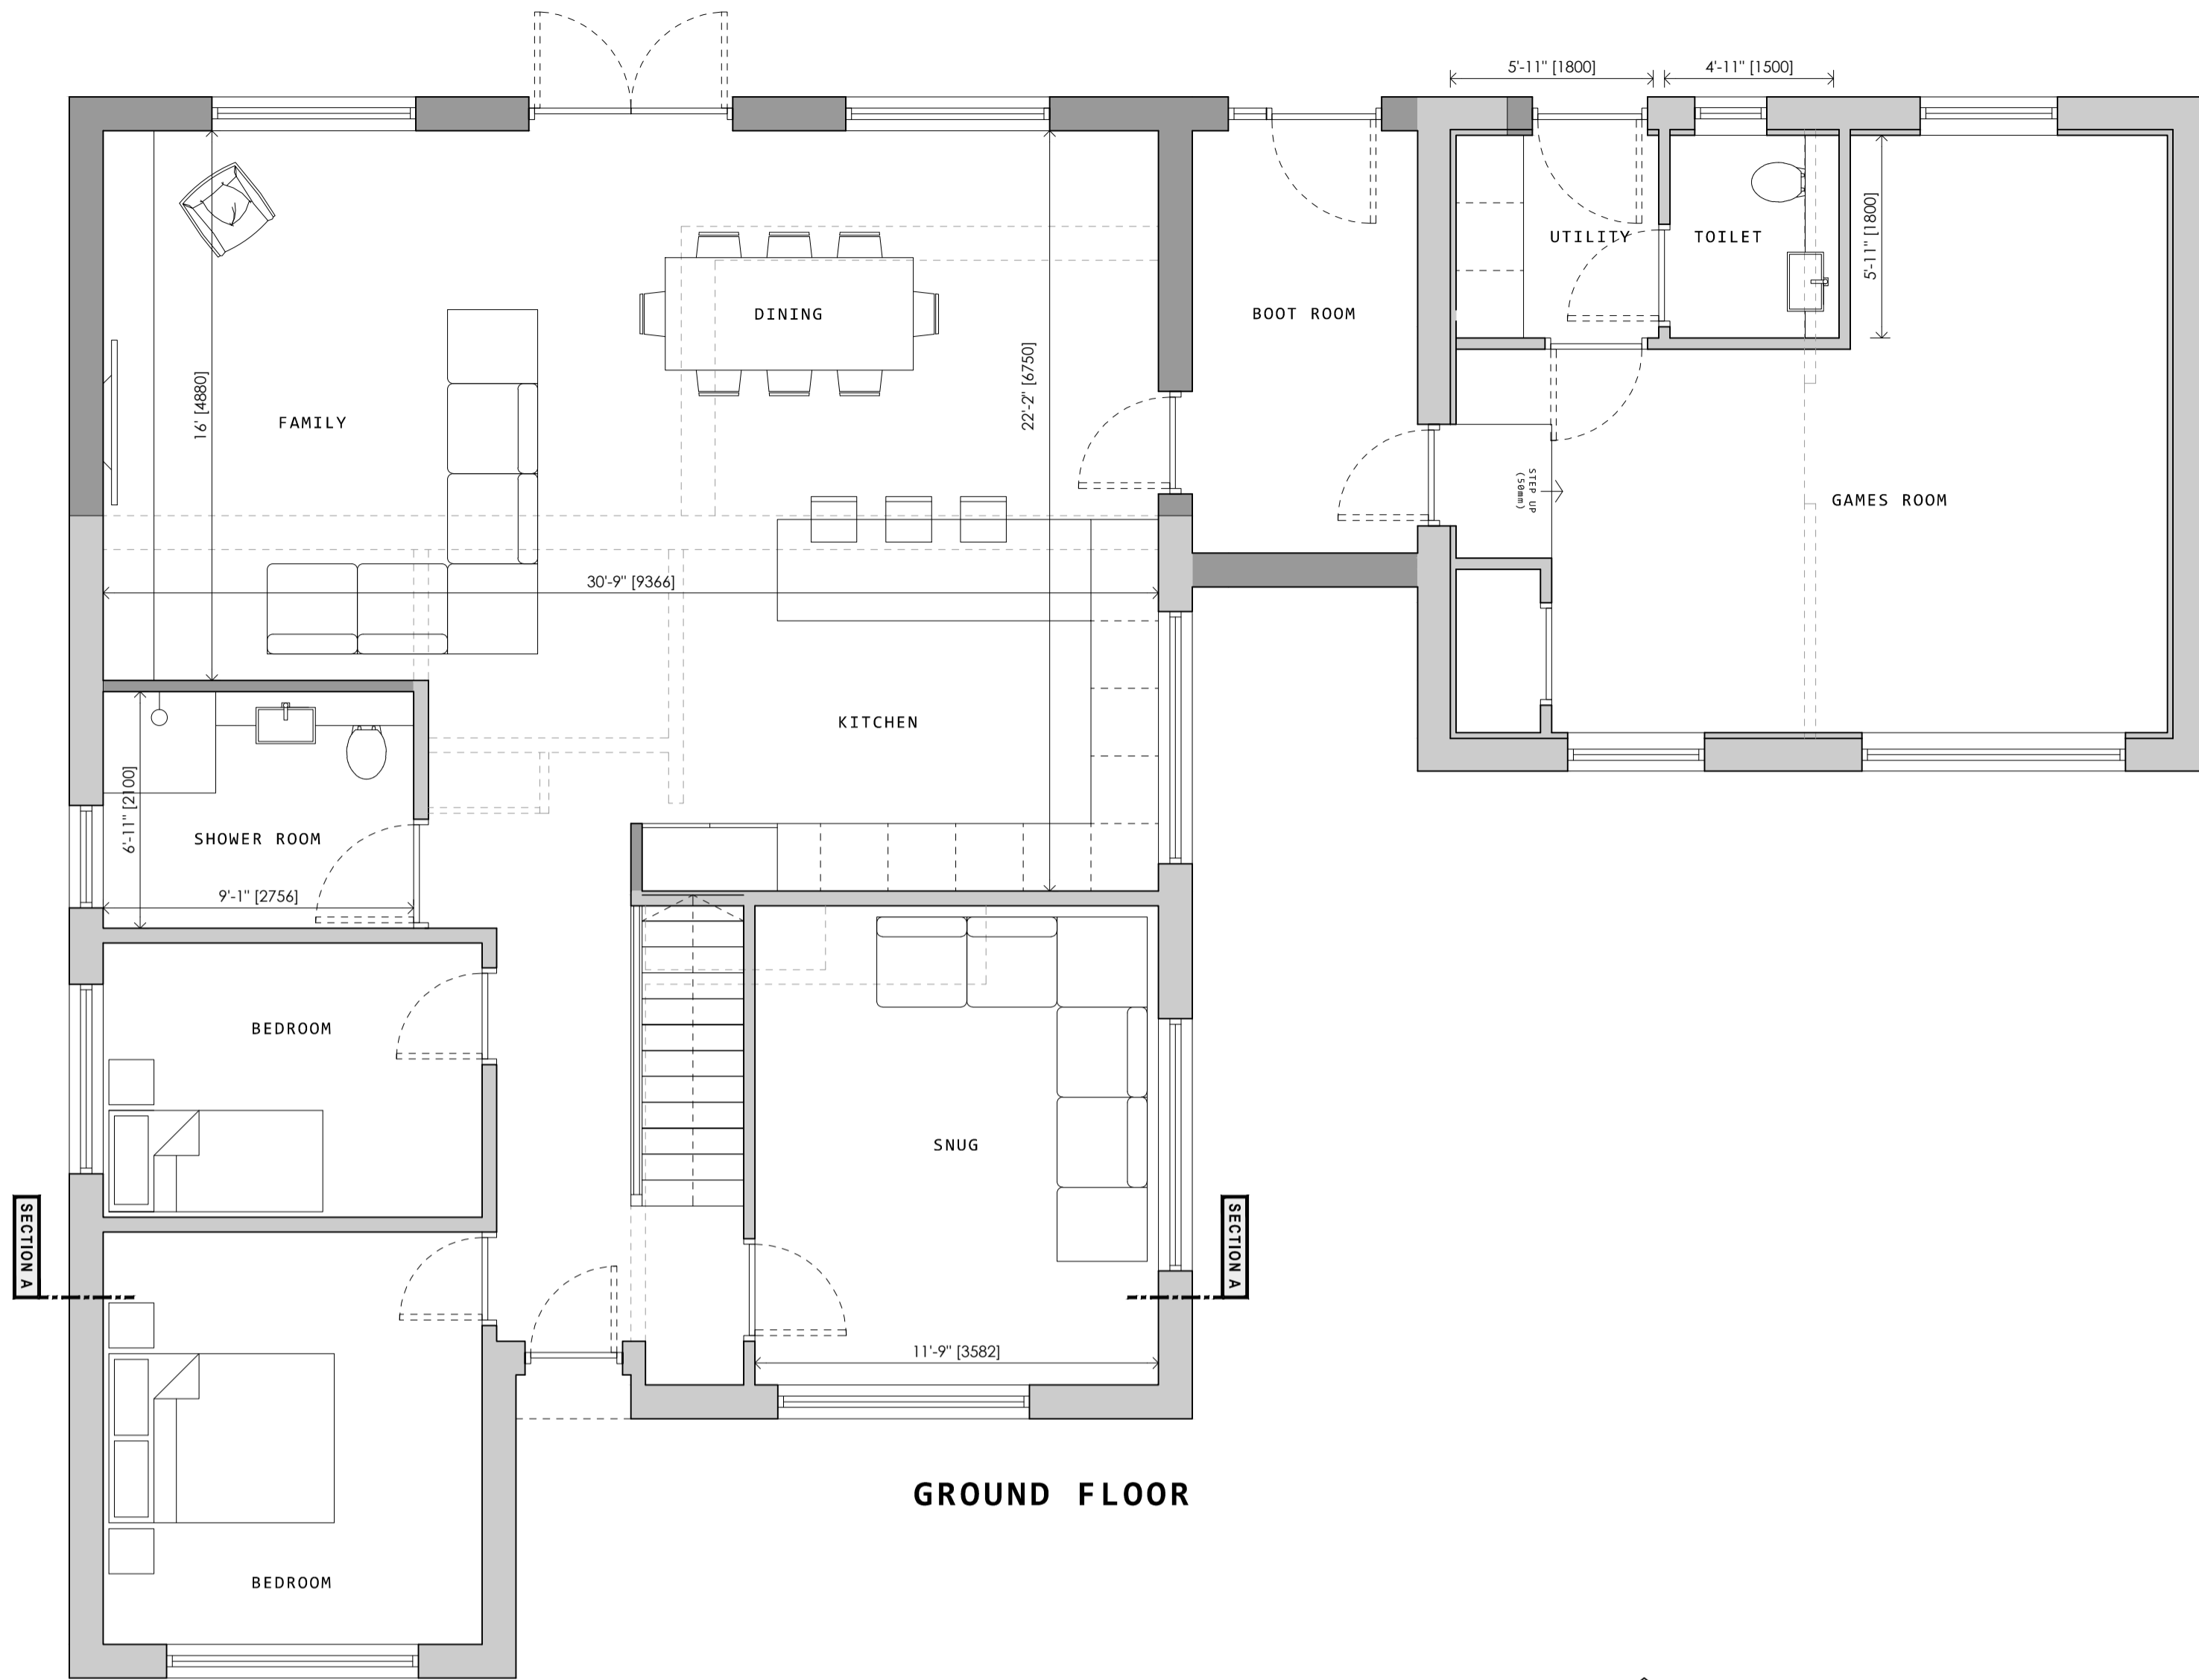 5'-11" [1800]
4'-11" [1500]
UTILITY
TOILET
5'-11" [1800]
BOOT ROOM
DINING
16' [4880]
FAMILY
22'-2" [6750]
STEP UP
(50mm)
GAMES ROOM
30'-9" [9366]
KITCHEN
6'-11" [2100]
SHOWER ROOM
9'-1" [2756]
BEDROOM
SNUG
SECTION A
SECTION A
11'-9" [3582]
GROUND FLOOR
BEDROOM